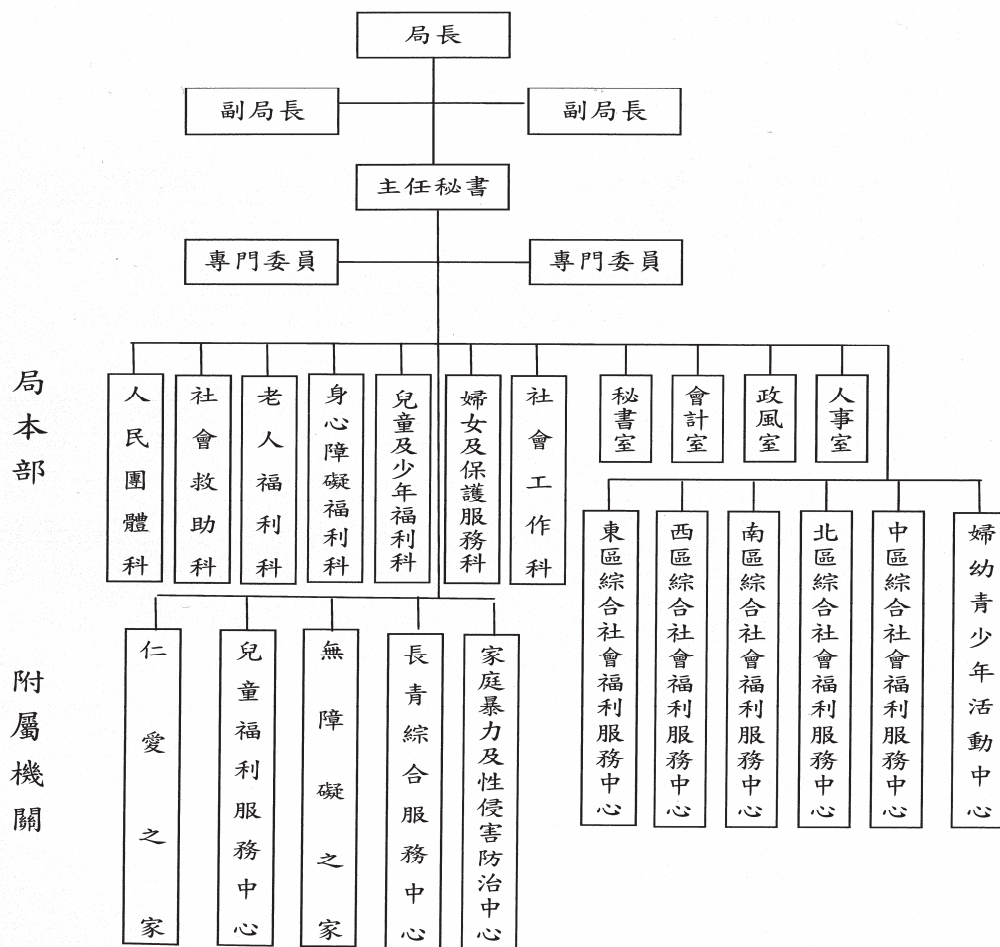 局長
副局長
副局長
主任秘書
專門委員
專門委員
局本部
人民團體科
社會救助科
老人福利科
身心障礙福利科
兒童及少年福利科
婦女及保護服務科
社會工作科
秘書室
會計室
政風室
人事室
東區綜合社會福利服務中心
西區綜合社會福利服務中心
南區綜合社會福利服務中心
北區綜合社會福利服務中心
中區綜合社會福利服務中心
婦幼青少年活動中心
附屬機關
仁愛之家
兒童福利服務中心
無障礙之家
長青綜合服務中心
家庭暴力及性侵害防治中心